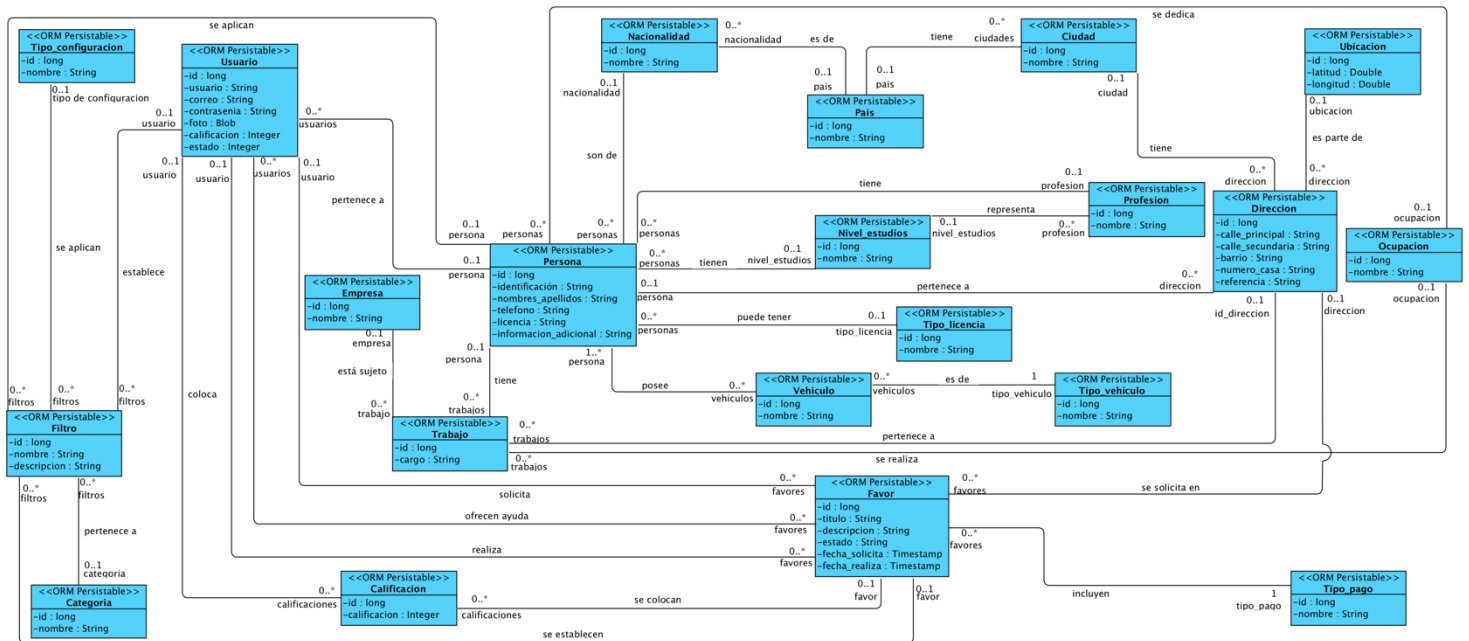 se aplican
se dedica
<<ORM Persistable>>
Tipo_configuracion
-id : long
-nombre : String
0..1
tipo de configuracion
<<ORM Persistable>>
Usuario
-id : long
-usuario : String
-correo : String
-contrasenia : String
-foto : Blob
-calificacion : Integer
-estado : Integer
0..1
usuario
0..*
usuarios
0..1
usuario
0..1
usuario
0..*
usuarios
0..1
usuario
<<ORM Persistable>>
Nacionalidad
-id : long
-nombre : String
0..*
nacionalidad
es de
0..1
pais
0..1
nacionalidad
son de
tiene
0..*
ciudades
0..1
pais
<<ORM Persistable>>
Pais
-id : long
-nombre : String
<<ORM Persistable>>
Ciudad
-id : long
-nombre : String
0..1
ciudad
tiene
<<ORM Persistable>>
Ubicacion
-id : long
-latitud : Double
-longitud : Double
0..1
ubicacion
es parte de
0..*
direccion
0..*
direccion
pertenece a
0..1
persona
0..*
personas
0..*
personas
0..*
personas
tiene
0..1
profesion
<<ORM Persistable>>
Profesion
-id : long
-nombre : String
representa
0..1
nivel_estudios
0..*
profesion
<<ORM Persistable>>
Nivel_estudios
-id : long
-nombre : String
<<ORM Persistable>>
Direccion
-id : long
-calle_principal : String
-calle_secundaria : String
-barrio : String
-numero_casa : String
-referencia : String
0..1
ocupacion
<<ORM Persistable>>
Ocupacion
-id : long
-nombre : String
0..1
ocupacion
se aplican
establece
0..1
persona
<<ORM Persistable>>
Persona
-id : long
-identificación : String
-nombres_apellidos : String
-telefono : String
-licencia : String
-informacion_adicional : String
0..*
personas
tienen
0..1
nivel_estudios
0..1
persona
pertenece a
0..*
direccion
0..*
personas
puede tener
0..1
tipo_licencia
<<ORM Persistable>>
Tipo_licencia
-id : long
-nombre : String
0..1
id_direccion
0..1
direccion
<<ORM Persistable>>
Empresa
-id : long
-nombre : String
0..1
empresa
está sujeto
0..*
trabajo
0..1
persona
tiene
0..*
trabajos
1..*
persona
posee
0..*
vehiculos
<<ORM Persistable>>
Vehiculo
-id : long
-nombre : String
0..*
vehiculos
es de
1
tipo_vehiculo
<<ORM Persistable>>
Tipo_vehiculo
-id : long
-nombre : String
coloca
0..*
filtros
0..*
filtros
0..*
filtros
<<ORM Persistable>>
Filtro
-id : long
-nombre : String
-descripcion : String
<<ORM Persistable>>
Trabajo
-id : long
-cargo : String
0..*
trabajos
pertenece a
0..*
trabajos
se realiza
0..*
filtros
0..*
filtros
pertenece a
0..1
categoria
<<ORM Persistable>>
Categoria
-id : long
-nombre : String
solicita
0..*
favores
ofrecen ayuda
0..*
favores
realiza
0..*
favores
<<ORM Persistable>>
Favor
-id : long
-titulo : String
-descripcion : String
-estado : String
-fecha_solicita : Timestamp
-fecha_realiza : Timestamp
0..*
favores
se solicita en
0..*
favores
incluyen
1
tipo_pago
<<ORM Persistable>>
Tipo_pago
-id : long
-nombre : String
0..*
calificaciones
<<ORM Persistable>>
Calificacion
-id : long
-calificacion : Integer
0..*
calificaciones
se colocan
0..1
favor
0..1
favor
se establecen